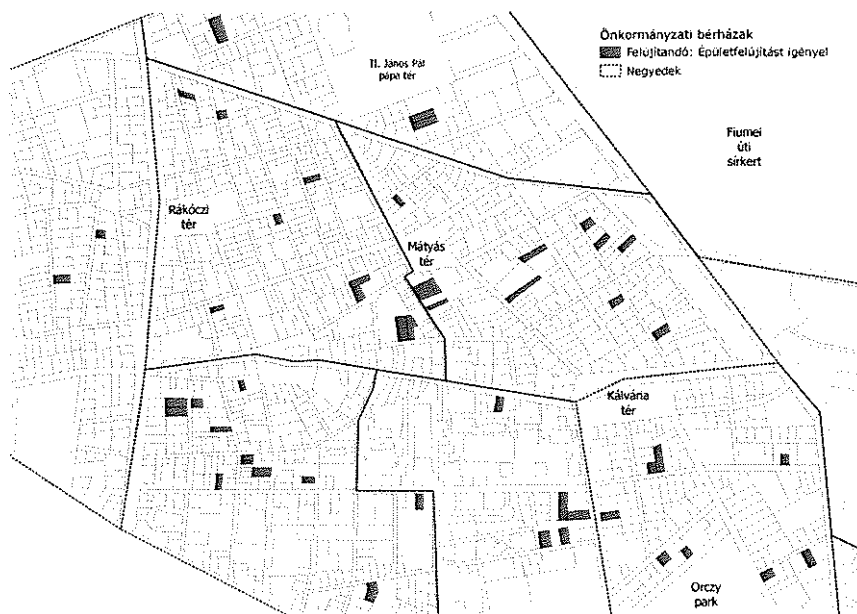 Önkormányzati bérházak
Felújítandó: Épületfelújítást igényel
Negyedek
II. János Pál
pápa tér
Fiumei
úti
sírkert
Rákóczi
tér
Mátyás
tér
Kálvária
tér
Orczy
park